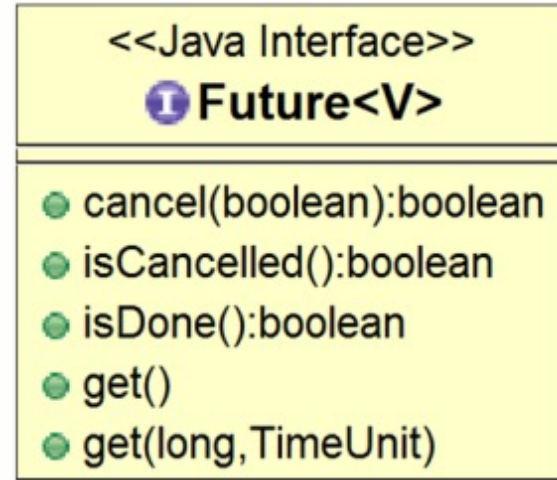 <<Java Interface>>
I Future<V>
cancel(boolean):boolean
isCancelled():boolean
isDone():boolean
get()
get(long,TimeUnit)